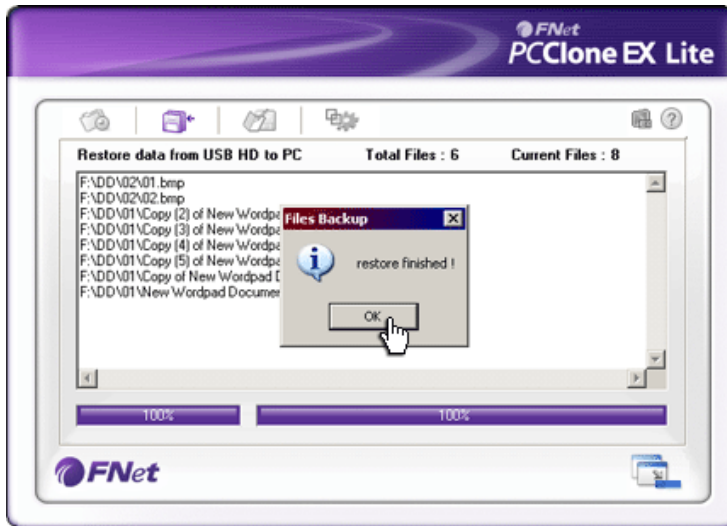 FNet
PCClone EX Lite
Restore data from USB HD to PC Total Files : 6 Current Files : 8
F:\DD\02\01.bmp
F:\DD\02\02.bmp
F:\DD\01\Copy (2) of New Wordpa
F:\DD\01\Copy (3) of New Wordpa
F:\DD\01\Copy (4) of New Wordpa
F:\DD\01\Copy (5) of New Wordpa
F:\DD\01\Copy of New Wordpad D
F:\DD\01\New Wordpad Documen
Files Backup
restore finished !
OK
100% 100%
FNet